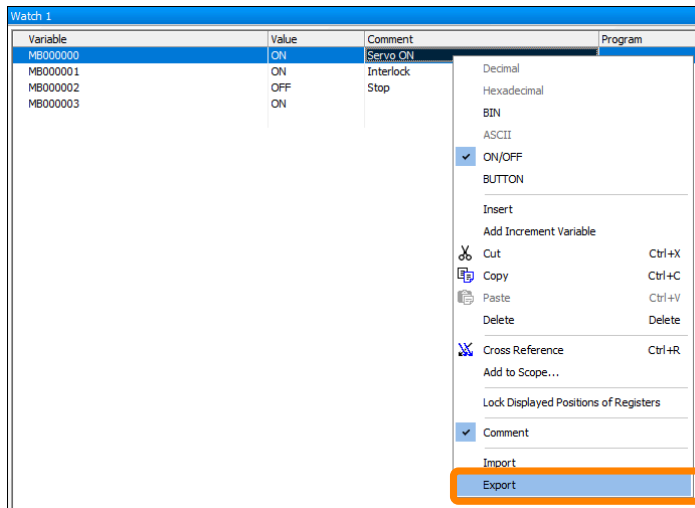 Watch 1
Variable Value Comment Program
MB000000 ON Servo ON
MB000001 ON Interlock
MB000002 OFF Stop
MB000003 ON
Decimal
Hexadecimal
BIN
ASCII
ON/OFF
BUTTON
Insert
Add Increment Variable
Cut Ctrl+X
Copy Ctrl+C
Paste Ctrl+V
Delete Delete
Cross Reference Ctrl+R
Add to Scope...
Lock Displayed Positions of Registers
Comment
Import
Export